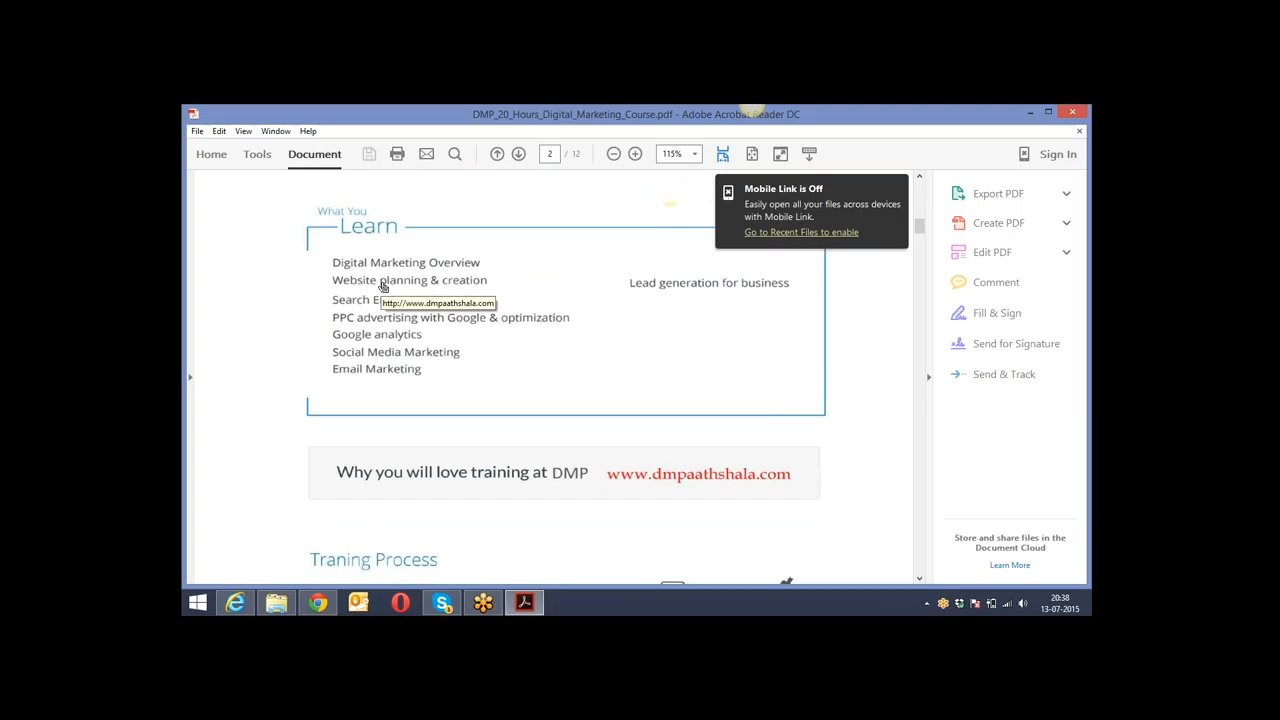 DMP_20_Hours_Digital_Marketing_Course.pdf - Adobe Acrobat Reader DC
File Edit View Window Help
Home Tools Document 2 / 12 115% Sign In
Mobile Link is Off
Easily open all your files across devices
with Mobile Link.
Go to Recent Files to enable
What You
Learn
Digital Marketing Overview
Website planning & creation
Search E
http://www.dmpaathshala.com
PPC advertising with Google & optimization
Google analytics
Social Media Marketing
Email Marketing
Lead generation for business
Why you will love training at DMP www.dmpaathshala.com
Traning Process
Export PDF
Create PDF
Edit PDF
Comment
Fill & Sign
Send for Signature
Send & Track
Store and share files in the
Document Cloud
Learn More
20:38
13-07-2015